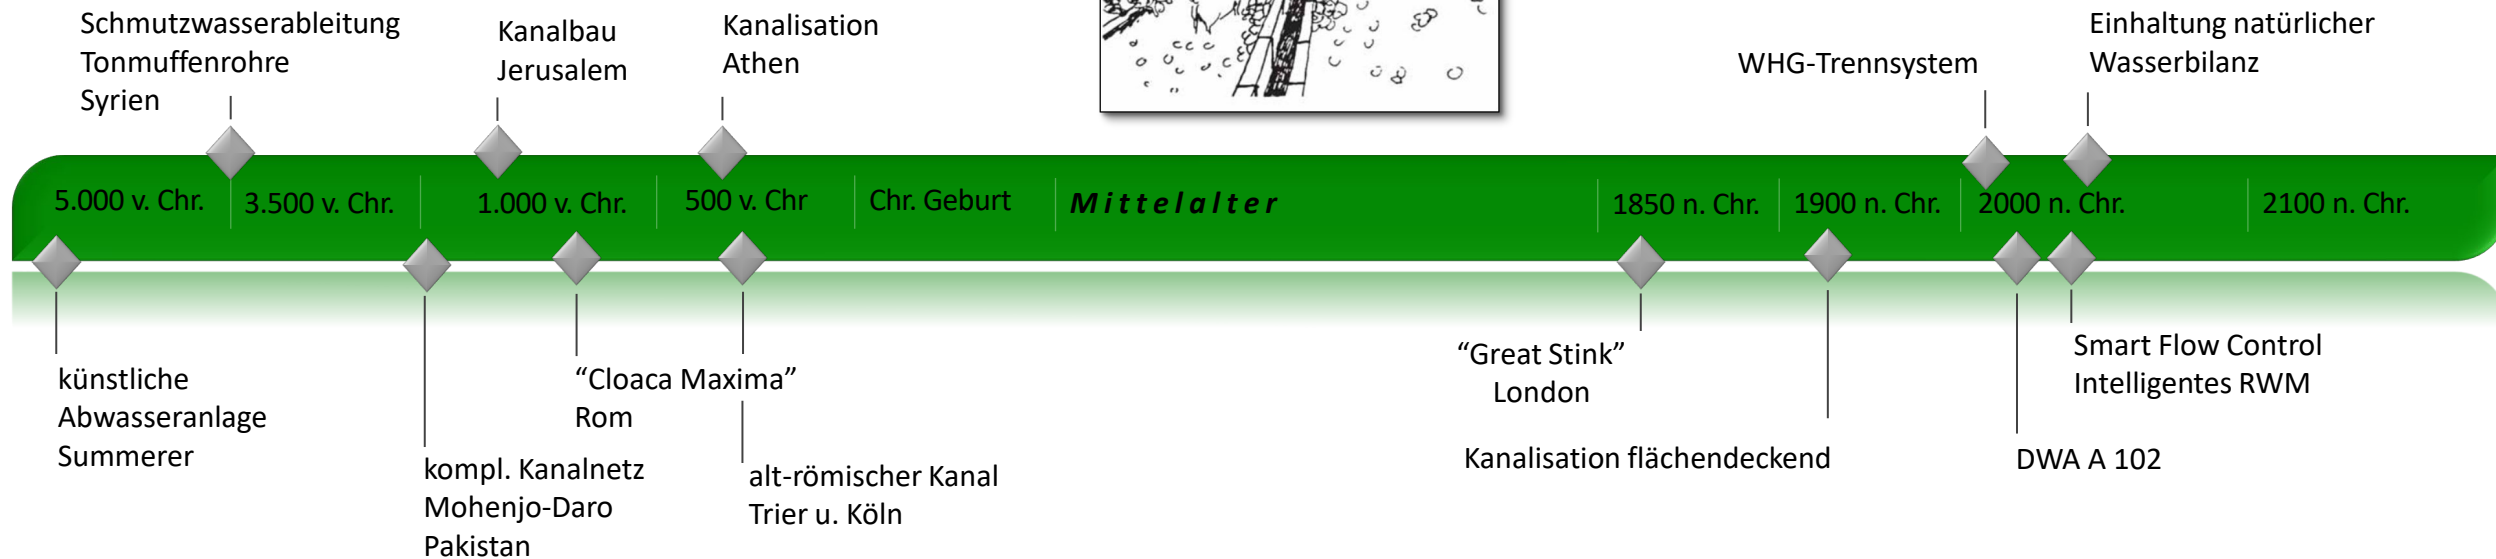 Schmutzwasserableitung
Tonmuffenrohre
Syrien
Kanalbau
Jerusalem
Kanalisation
Athen
WHG-Trennsystem
Einhaltung natürlicher
Wasserbilanz
5.000 v. Chr.
3.500 v. Chr.
1.000 v. Chr.
500 v. Chr
Chr. Geburt
Mittelalter
1850 n. Chr.
1900 n. Chr.
2000 n. Chr.
2100 n. Chr.
künstliche
Abwasseranlage
Summerer
kompl. Kanalnetz
Mohenjo-Daro
Pakistan
“Cloaca Maxima”
Rom
alt-römischer Kanal
Trier u. Köln
“Great Stink”
London
Kanalisation flächendeckend
DWA A 102
Smart Flow Control
Intelligentes RWM